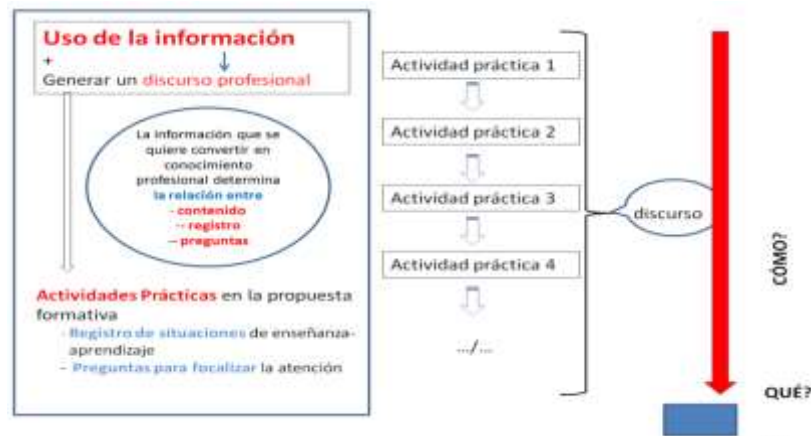 Uso de la información
+
Generar un discurso profesional
La información que se
quiere convertir en
conocimiento
profesional determina
la relación entre
- contenido
-- registro
-- preguntas
Actividades Prácticas en la propuesta
formativa
- Registro de situaciones de enseñanza-
aprendizaje
- Preguntas para focalizar la atención
Actividad práctica 1
Actividad práctica 2
Actividad práctica 3
Actividad práctica 4
.../...
discurso
CÓMO?
QUÉ?